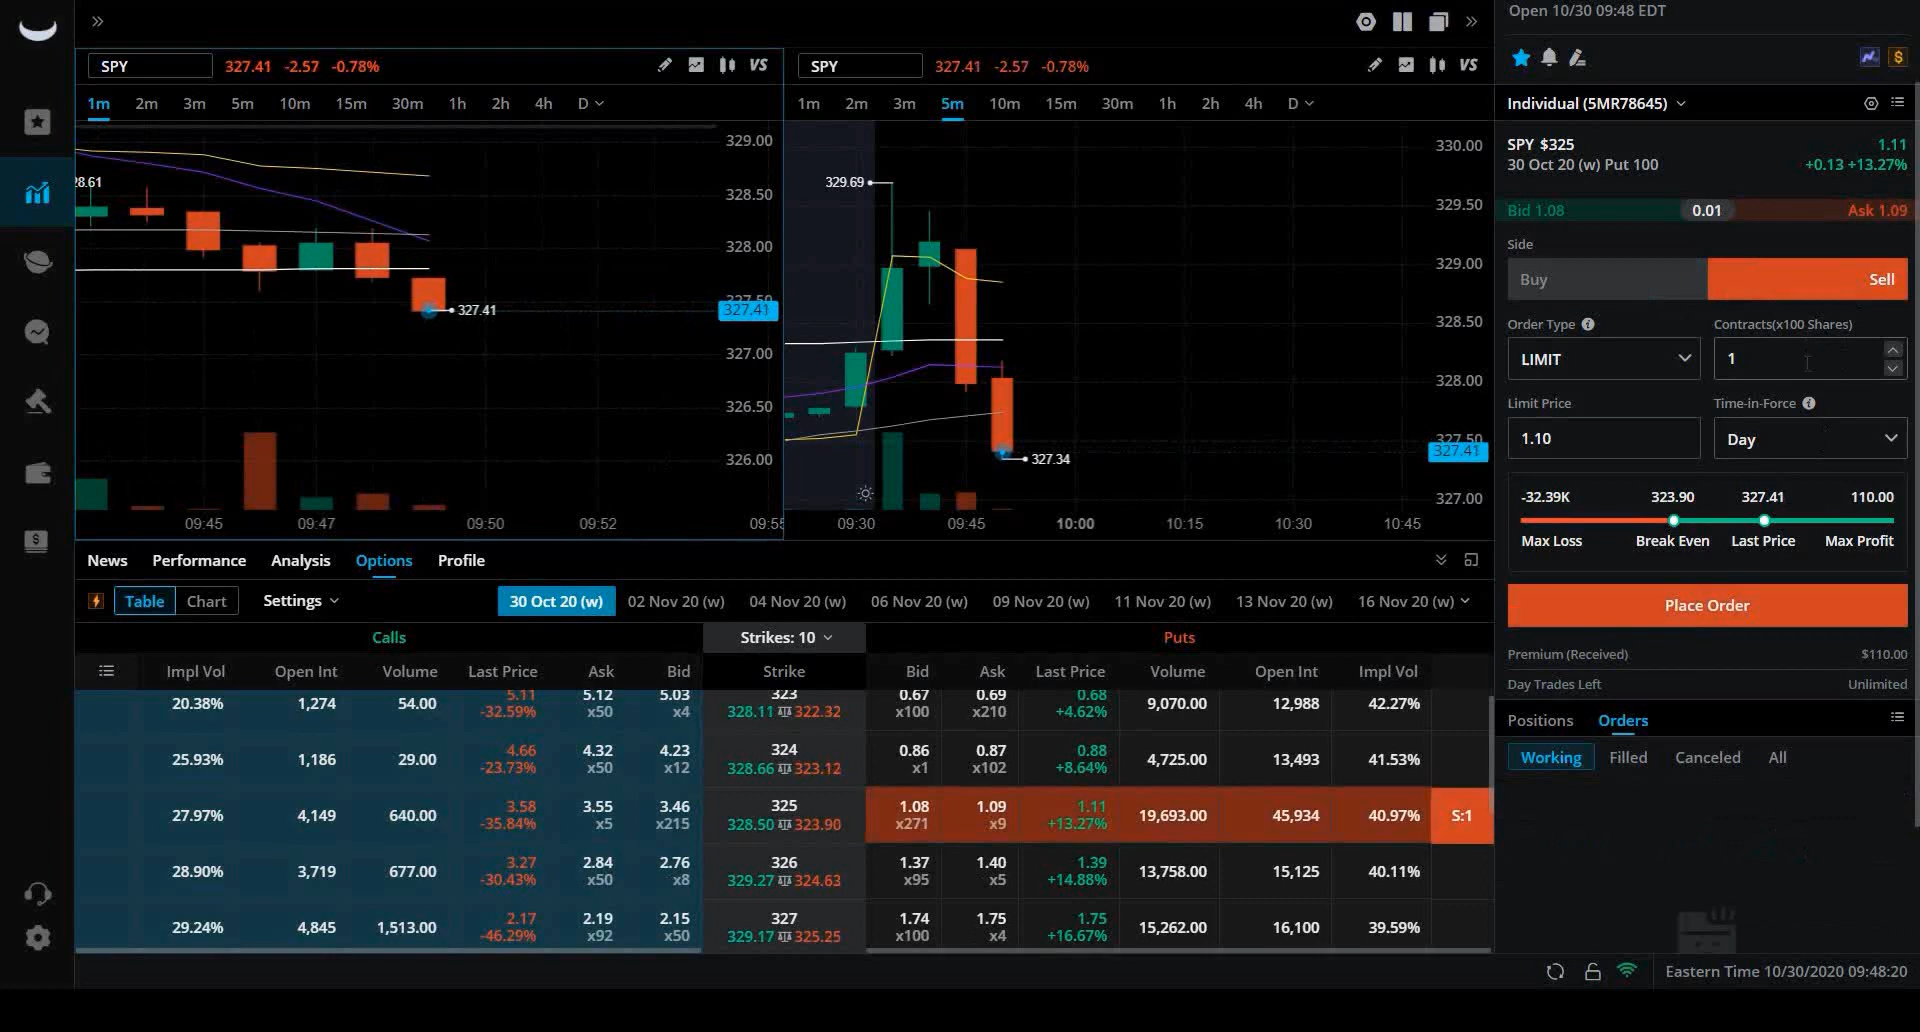 »
»
Open 10/30 09:48 EDT
SPY 327.41 -2.57 -0.78% VS
SPY 327.41 -2.57 -0.78% VS
1m 2m 3m 5m 10m 15m 30m 1h 2h 4h D
1m 2m 3m 5m 10m 15m 30m 1h 2h 4h D
329.00
328.50
328.00
327.50
327.41
327.00
326.50
326.00
28.61
327.41
09:45 09:47 09:50 09:52 09:55
330.00
329.50
329.00
328.50
328.00
327.50
327.41
327.00
329.69
327.34
09:30 09:45 10:00 10:15 10:30 10:45
News Performance Analysis Options Profile
Table Chart Settings 30 Oct 20 (w) 02 Nov 20 (w) 04 Nov 20 (w) 06 Nov 20 (w) 09 Nov 20 (w) 11 Nov 20 (w) 13 Nov 20 (w) 16 Nov 20 (w)
Calls Strikes: 10 Puts
Impl Vol Open Int Volume Last Price Ask Bid Strike Bid Ask Last Price Volume Open Int Impl Vol
20.38% 1,274 54.00 5.11 5.12 5.03 323 0.67 0.69 0.68 9,070.00 12,988 42.27%
-32.59% x50 x4 328.11 322.32 x100 x210 +4.62%
25.93% 1,186 29.00 4.66 4.32 4.23 324 0.86 0.87 0.88 4,725.00 13,493 41.53%
-23.73% x50 x12 328.66 323.12 x1 x102 +8.64%
27.97% 4,149 640.00 3.58 3.55 3.46 325 1.08 1.09 1.11 19,693.00 45,934 40.97% S:1
-35.84% x5 x215 328.50 323.90 x271 x9 +13.27%
28.90% 3,719 677.00 3.27 2.84 2.76 326 1.37 1.40 1.39 13,758.00 15,125 40.11%
-30.43% x50 x8 329.27 324.63 x95 x5 +14.88%
29.24% 4,845 1,513.00 2.17 2.19 2.15 327 1.74 1.75 1.75 15,262.00 16,100 39.59%
-46.29% x92 x50 329.17 325.25 x100 x4 +16.67%
Individual (5MR78645)
SPY $325 1.11
30 Oct 20 (w) Put 100 +0.13 +13.27%
Bid 1.08 0.01 Ask 1.09
Side
Buy Sell
Order Type Contracts(x100 Shares)
LIMIT 1
Limit Price Time-in-Force
1.10 Day
-32.39K 323.90 327.41 110.00
Max Loss Break Even Last Price Max Profit
Place Order
Premium (Received) $110.00
Day Trades Left Unlimited
Positions Orders
Working Filled Canceled All
Eastern Time 10/30/2020 09:48:20